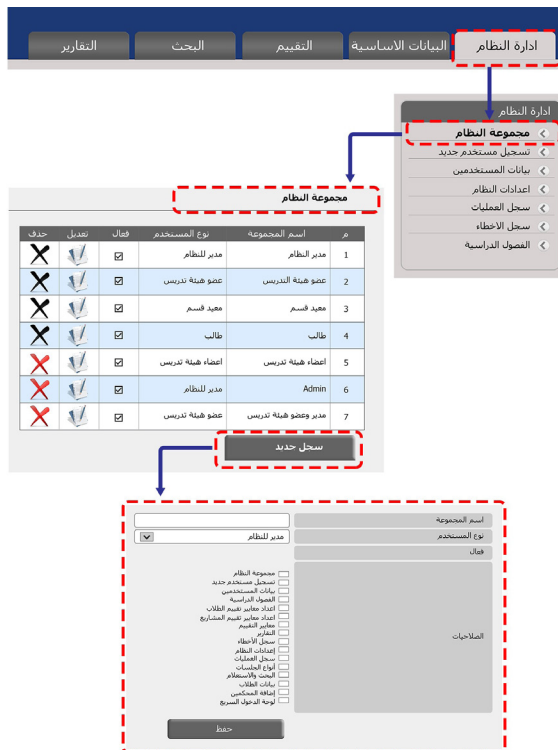 ادارة النظام البيانات الاساسية التقييم البحث التقارير
ادارة النظام
مجموعة النظام
تسجيل مستخدم جديد
بيانات المستخدمين
اعدادات النظام
سجل العمليات
سجل الاخطاء
الفصول الدراسية
مجموعة النظام
م اسم المجموعة نوع المستخدم فعال تعديل حذف
1 مدير النظام مدير للنظام
2 عضو هيئة التدريس عضو هيئة تدريس
3 معيد قسم معيد قسم
4 طالب طالب
5 اعضاء هيئة تدريس اعضاء هيئة تدريس
6 Admin مدير للنظام
7 مدير وعضو هيئة تدريس عضو هيئة تدريس
سجل جديد
اسم المجموعة
نوع المستخدم مدير للنظام
فعال
الصلاحيات
مجموعة النظام
تسجيل مستخدم جديد
بيانات المستخدمين
الفصول الدراسية
اعداد معايير تقييم الطلاب
اعداد معايير تقييم المشاريع
معايير التقييم
التقارير
سجل الأخطاء
إعدادات النظام
سجل العمليات
أنواع الجلسات
البحث والأستعلام
بيانات الطلاب
إضافة المحكمين
لوحة الدخول السريع
حفظ